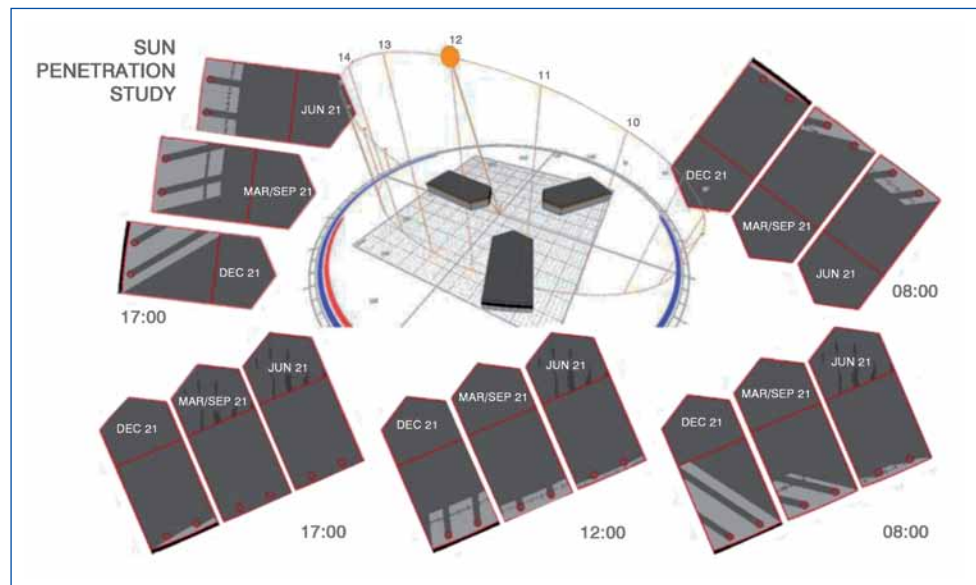 SUN
PENETRATION
STUDY
14
13
12
11
10
JUN 21
MAR/SEP 21
DEC 21
17:00
DEC 21
MAR/SEP 21
JUN 21
08:00
DEC 21
MAR/SEP 21
JUN 21
17:00
DEC 21
MAR/SEP 21
JUN 21
12:00
DEC 21
MAR/SEP 21
JUN 21
08:00